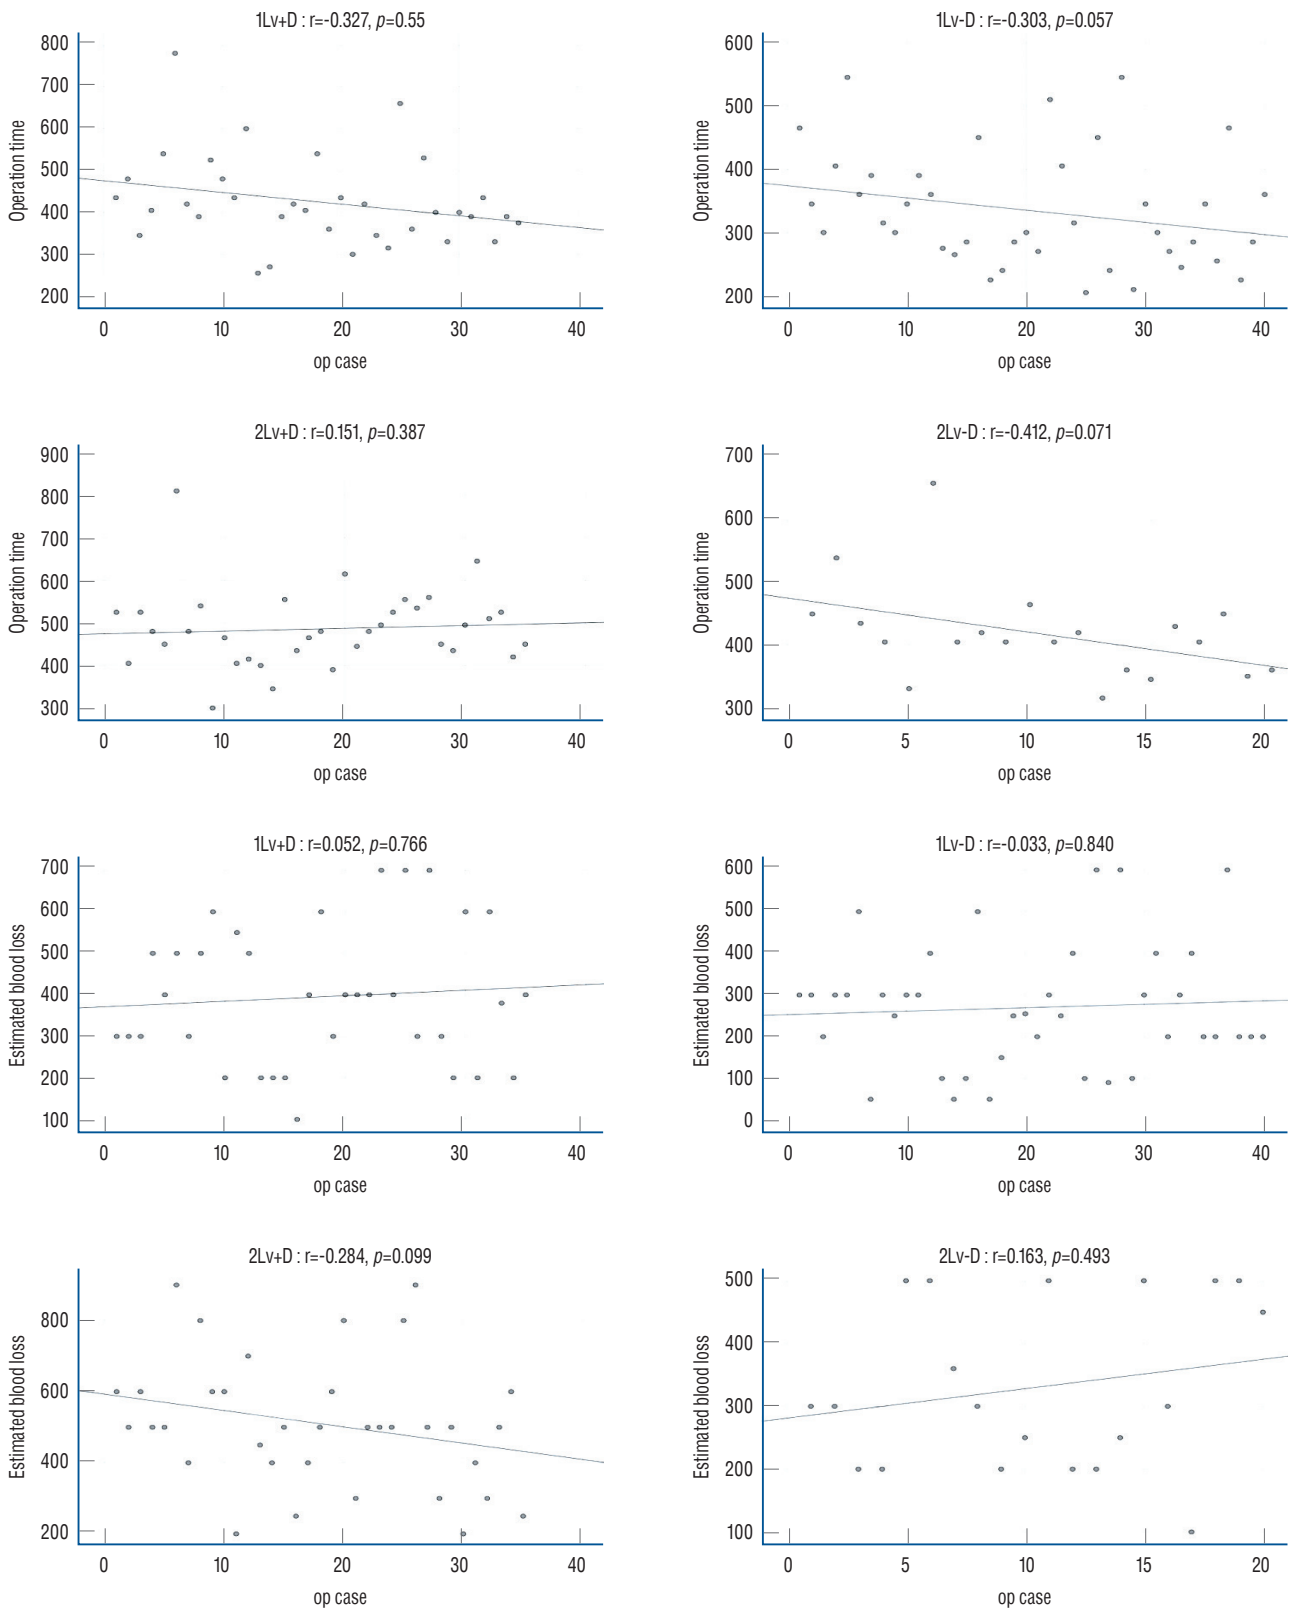 1Lv+D : r=-0.327, p=0.55
800
700
600
500
400
300
200
Operation time
0 10 20 30 40
op case
1Lv-D : r=-0.303, p=0.057
600
500
400
300
200
Operation time
0 10 20 30 40
op case
2Lv+D : r=0.151, p=0.387
900
800
700
600
500
400
300
Operation time
0 10 20 30 40
op case
2Lv-D : r=-0.412, p=0.071
700
600
500
400
300
Operation time
0 5 10 15 20
op case
1Lv+D : r=0.052, p=0.766
700
600
500
400
300
200
100
Estimated blood loss
0 10 20 30 40
op case
1Lv-D : r=-0.033, p=0.840
600
500
400
300
200
100
0
Estimated blood loss
0 10 20 30 40
op case
2Lv+D : r=-0.284, p=0.099
800
600
400
200
Estimated blood loss
0 10 20 30 40
op case
2Lv-D : r=0.163, p=0.493
500
400
300
200
100
Estimated blood loss
0 5 10 15 20
op case